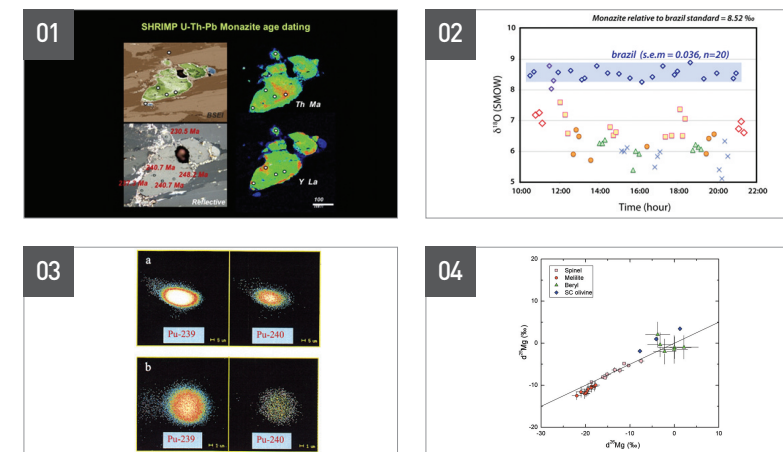 01
SHRIMP U-Th-Pb Monazite age dating
BSEI
Th Ma
230.5 Ma
240.7 Ma
248.2 Ma
240.7 Ma
Reflective
Y La
100
02
Monazite relative to brazil standard = 8.52 ‰
brazil (s.e.m = 0.036, n=20)
δ18O (SMOW)
10
9
8
7
6
5
10:00 12:00 14:00 16:00 18:00 20:00 22:00
Time (hour)
03
a
Pu-239
Pu-240
b
Pu-239
Pu-240
04
Spinel
Melilite
Beryl
SC olivine
d25Mg (‰)
20
10
0
-10
-20
-30 -20 -10 0 10
d26Mg (‰)